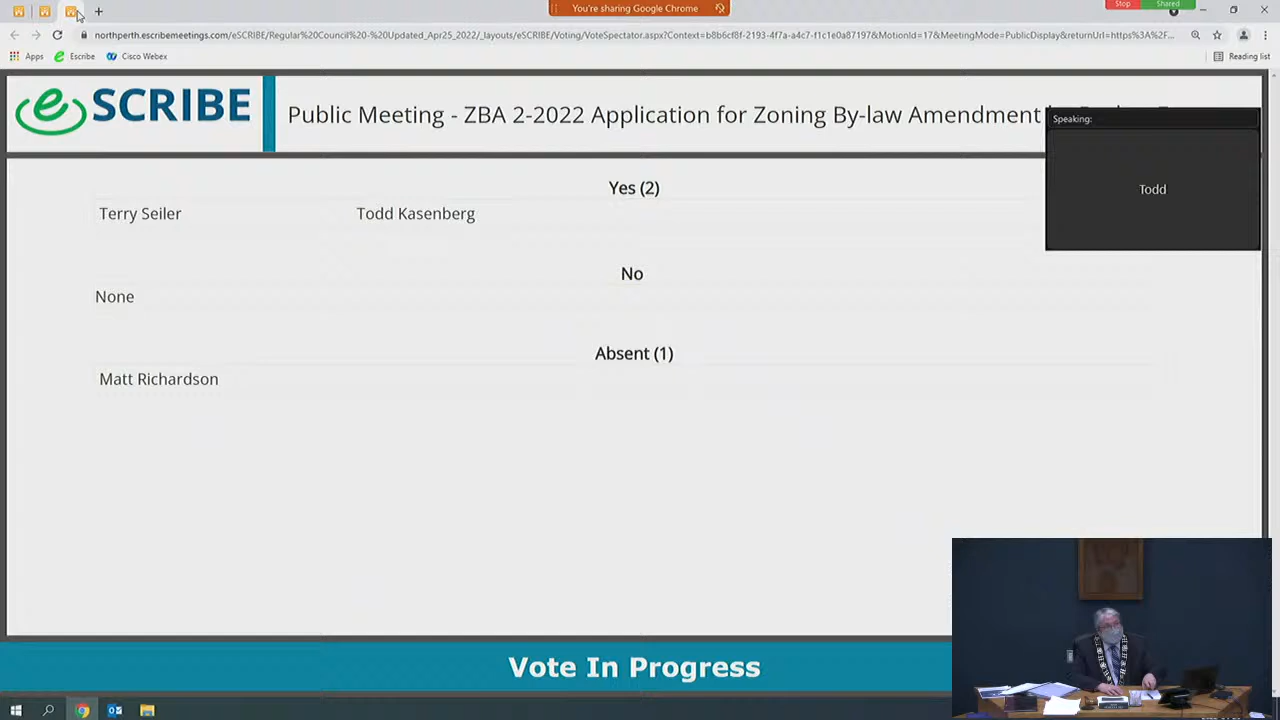 You're sharing Google Chrome
Stop
Shared
northperth.escribemeetings.com/eSCRIBE/Regular%20Council%20-%20Updated_Apr25_2022/_layouts/eSCRIBE/Voting/VoteSpectator.aspx?Context=b8b6cf8f-2193-4f7a-a4c7-f1c1e0a87197&MotionId=17&MeetingMode=PublicDisplay&returnUrl=https%3A%2F...
Apps
Escribe
Cisco Webex
Reading list
eSCRIBE
Public Meeting - ZBA 2-2022 Application for Zoning By-law Amendment
Speaking:
Todd
Yes (2)
Terry Seiler
Todd Kasenberg
No
None
Absent (1)
Matt Richardson
Vote In Progress